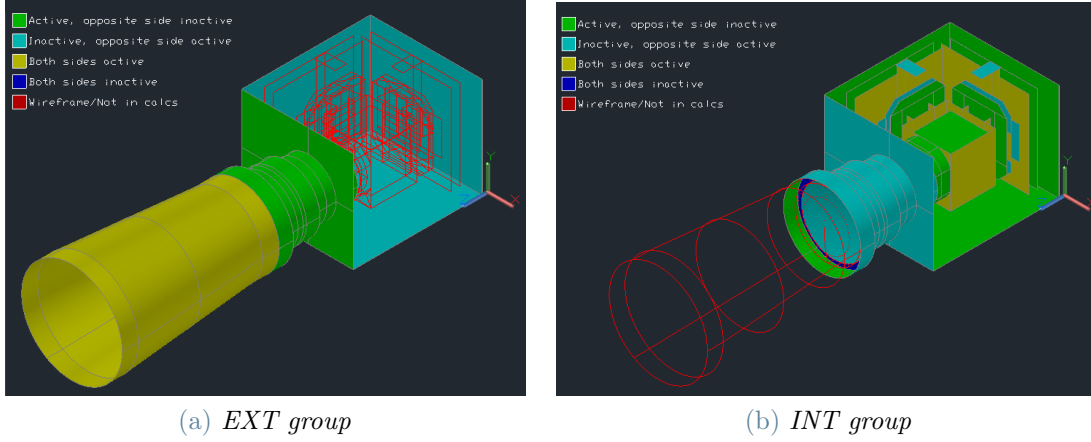 Active, opposite side inactive
Inactive, opposite side active
Both sides active
Both sides inactive
Wireframe/Not in calcs
Y
X
Z
(a) EXT group
Active, opposite side inactive
Inactive, opposite side active
Both sides active
Both sides inactive
Wireframe/Not in calcs
Y
Z
(b) INT group